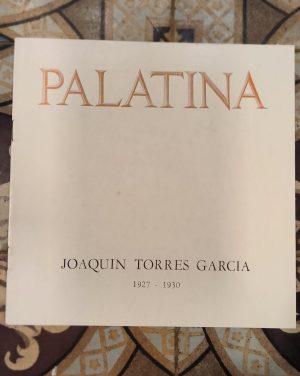 PALATINA
JOAQUIN TORRES GARCIA
1927 - 1930